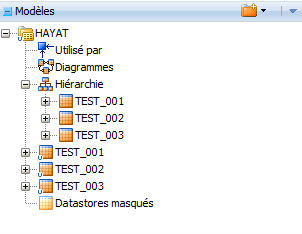 Modèles
HAYAT
Utilisé par
Diagrammes
Hiérarchie
TEST_001
TEST_002
TEST_003
TEST_001
TEST_002
TEST_003
Datastores masqués